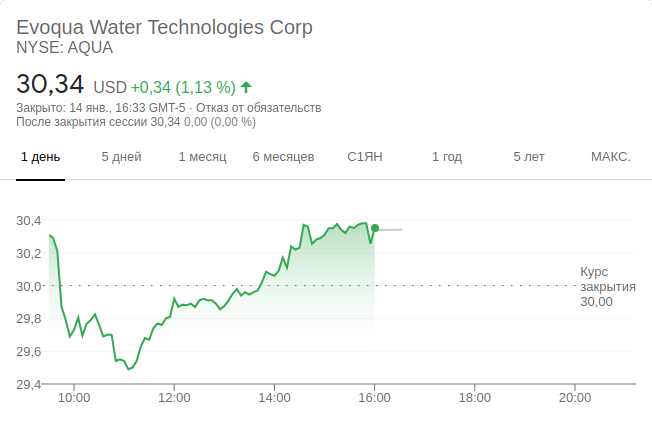 Evoqua Water Technologies Corp
NYSE: AQUA
30,34 USD +0,34 (1,13 %)
Закрыто: 14 янв., 16:33 GMT-5 · Отказ от обязательств
После закрытия сессии 30,34 0,00 (0,00 %)
1 день 5 дней 1 месяц 6 месяцев С1ЯН 1 год 5 лет МАКС.
30,4
30,2
30,0
29,8
29,6
29,4
Курс
закрытия
30,00
10:00 12:00 14:00 16:00 18:00 20:00